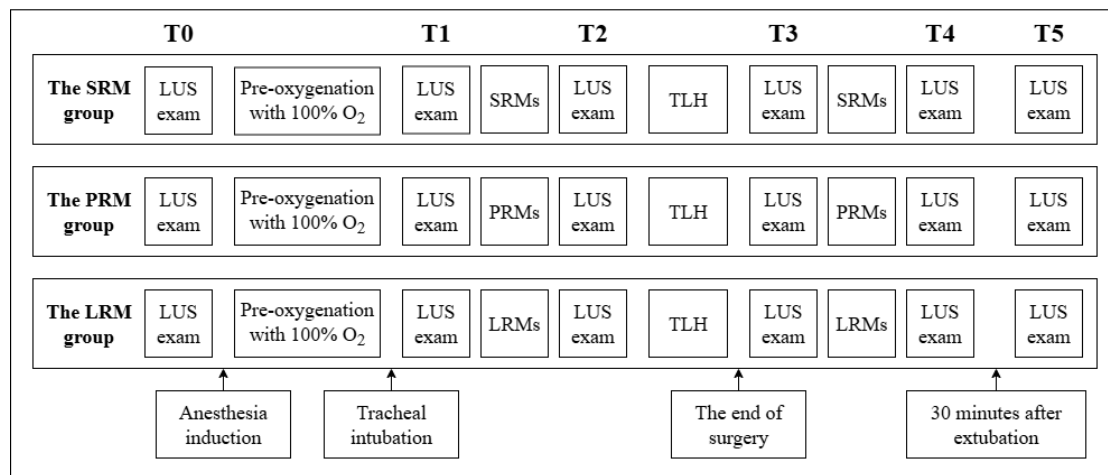 T0 T1 T2 T3 T4 T5
The SRM group
LUS exam
Pre-oxygenation with 100% O2
LUS exam
SRMs
LUS exam
TLH
LUS exam
SRMs
LUS exam
LUS exam
The PRM group
LUS exam
Pre-oxygenation with 100% O2
LUS exam
PRMs
LUS exam
TLH
LUS exam
PRMs
LUS exam
LUS exam
The LRM group
LUS exam
Pre-oxygenation with 100% O2
LUS exam
LRMs
LUS exam
TLH
LUS exam
LRMs
LUS exam
LUS exam
Anesthesia induction
Tracheal intubation
The end of surgery
30 minutes after extubation